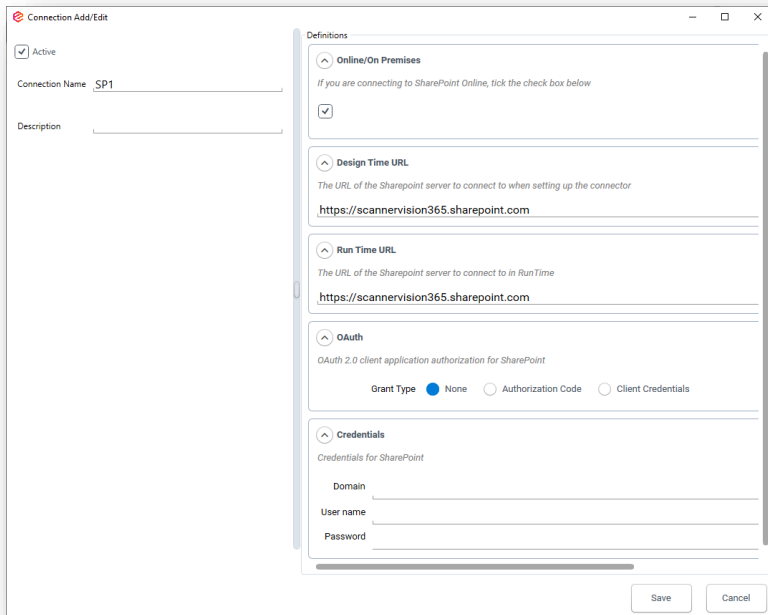 Connection Add/Edit
Active
Connection Name SP1
Description
Definitions
Online/On Premises
If you are connecting to SharePoint Online, tick the check box below
Design Time URL
The URL of the Sharepoint server to connect to when setting up the connector
https://scannervision365.sharepoint.com
Run Time URL
The URL of the Sharepoint server to connect to in RunTime
https://scannervision365.sharepoint.com
OAuth
OAuth 2.0 client application authorization for SharePoint
Grant Type None Authorization Code Client Credentials
Credentials
Credentials for SharePoint
Domain
User name
Password
Save Cancel